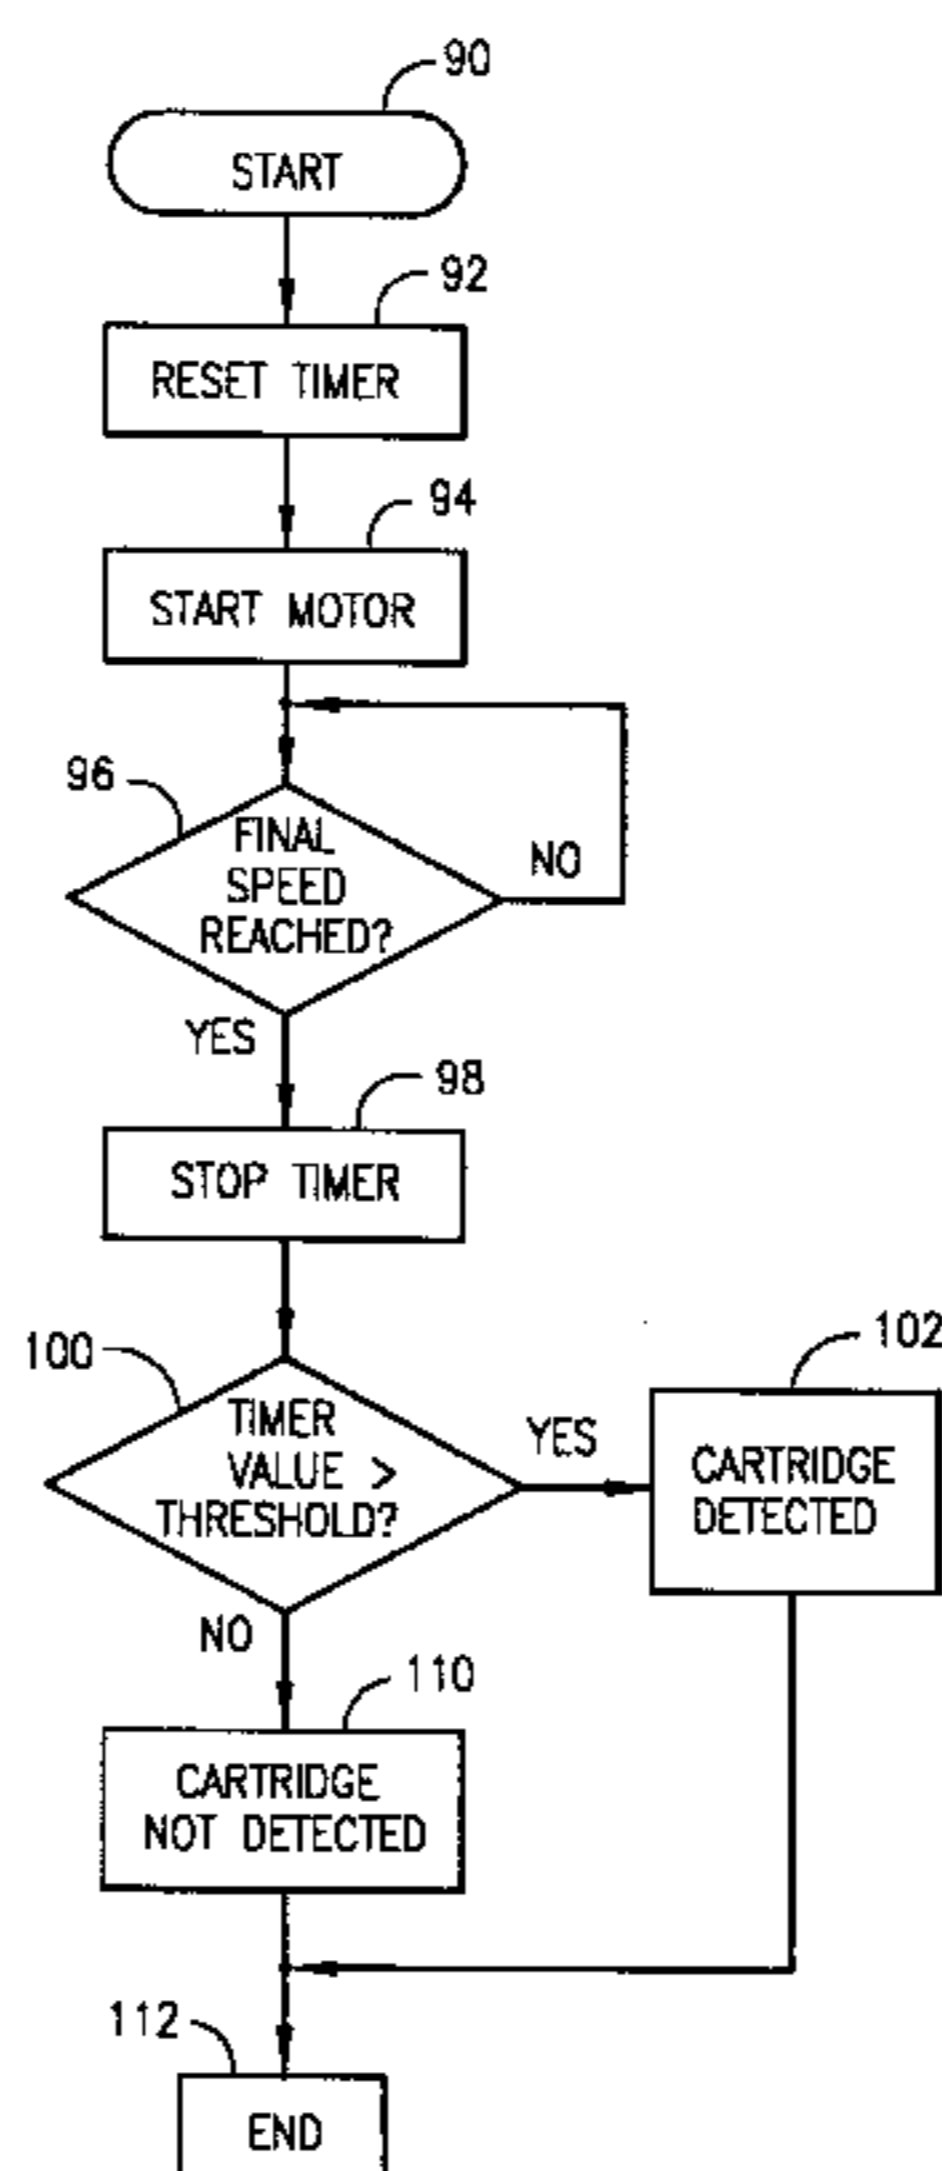 90
START
92
RESET TIMER
94
START MOTOR
96
FINAL
SPEED
REACHED?
NO
YES
98
STOP TIMER
100
TIMER
VALUE >
THRESHOLD?
YES
102
CARTRIDGE
DETECTED
NO
110
CARTRIDGE
NOT DETECTED
112
END